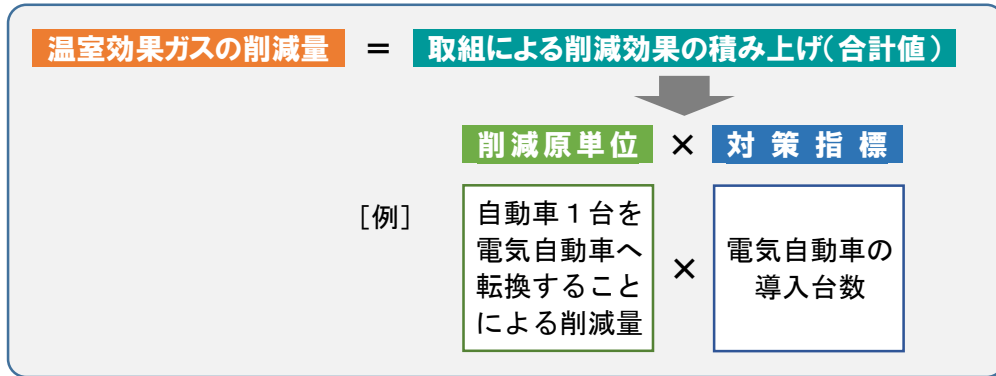 温室効果ガスの削減量 = 取組による削減効果の積み上げ(合計値)
削減原単位 × 対策指標
[例]
自動車１台を
電気自動車へ
転換すること
による削減量
×
電気自動車の
導入台数